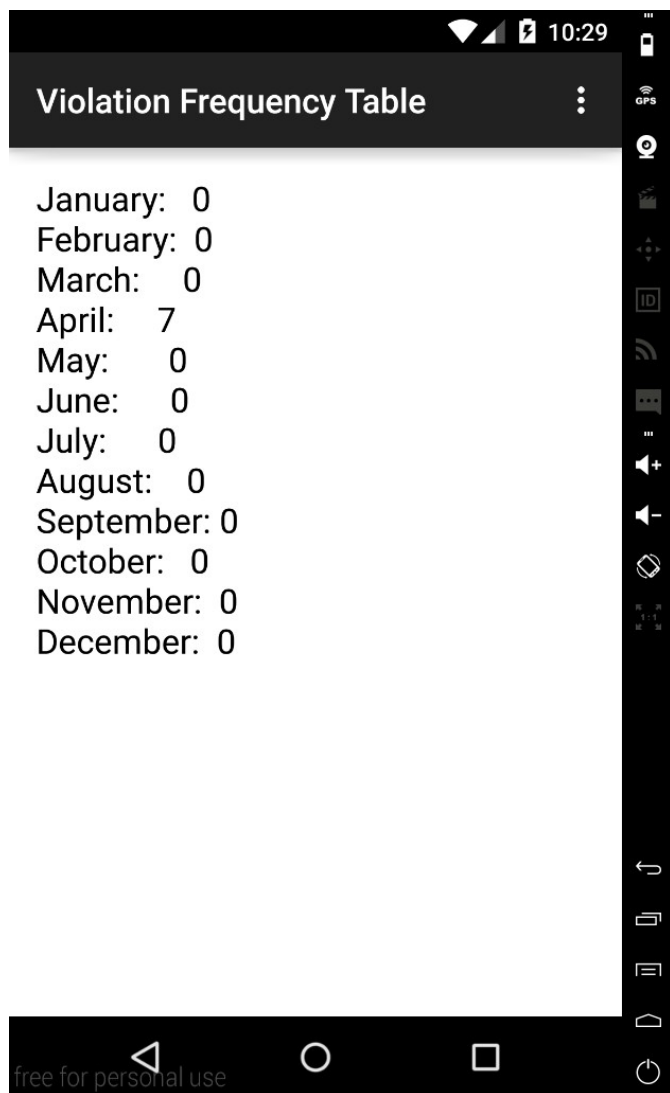 10:29
Violation Frequency Table
GPS
January: 0
February: 0
March: 0
April: 7
May: 0
June: 0
July: 0
August: 0
September: 0
October: 0
November: 0
December: 0
ID
1:1
free for personal use